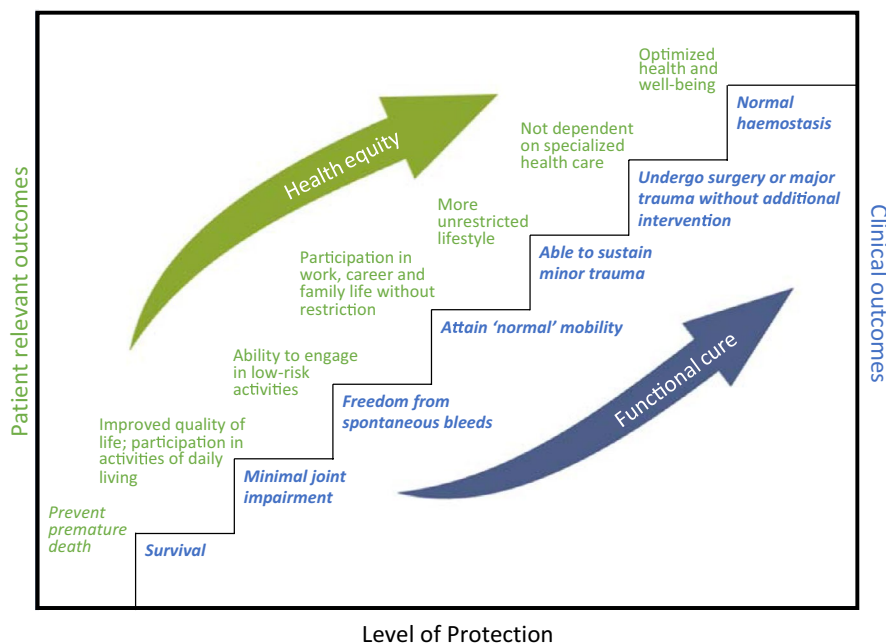 Optimized
health and
well-being
Normal
haemostasis
Not dependent
on specialized
health care
Undergo surgery or major
trauma without additional
intervention
Health equity
More
unrestricted
lifestyle
Able to sustain
minor trauma
Participation in
work, career and
family life without
restriction
Attain ‘normal’ mobility
Ability to engage
in low-risk
activities
Freedom from
spontaneous bleeds
Functional cure
Improved quality of
life; participation in
activities of daily
living
Minimal joint
impairment
Prevent
premature
death
Survival
Patient relevant outcomes
Clinical outcomes
Level of Protection